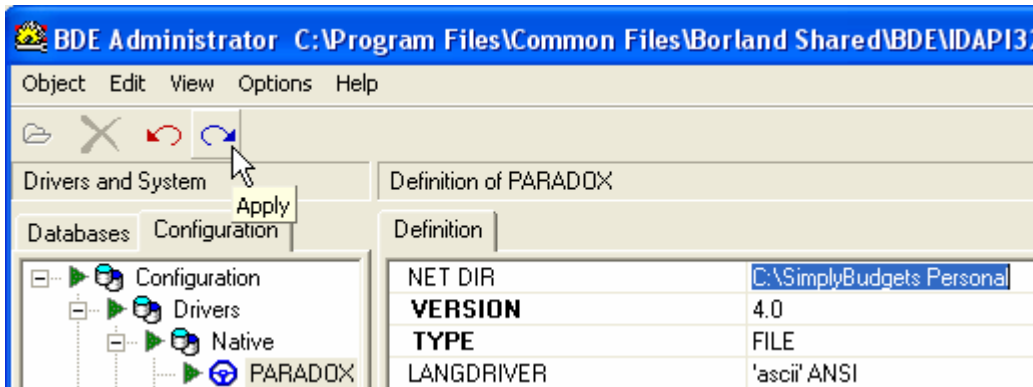 BDE Administrator C:\Program Files\Common Files\Borland Shared\BDE\IDAPI32
Object Edit View Options Help
Drivers and System
Definition of PARADOX
Apply
Databases Configuration
Definition
Configuration
NET DIR C:\SimplyBudgets Personal
Drivers
VERSION 4.0
Native
TYPE FILE
PARADOX
LANGDRIVER 'ascii' ANSI